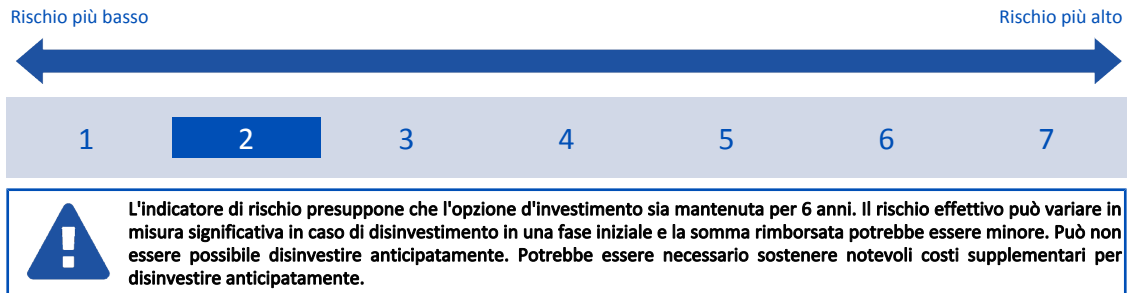 Rischio più basso
Rischio più alto
1 2 3 4 5 6 7
L'indicatore di rischio presuppone che l'opzione d'investimento sia mantenuta per 6 anni. Il rischio effettivo può variare in
misura significativa in caso di disinvestimento in una fase iniziale e la somma rimborsata potrebbe essere minore. Può non
essere possibile disinvestire anticipatamente. Potrebbe essere necessario sostenere notevoli costi supplementari per
disinvestire anticipatamente.